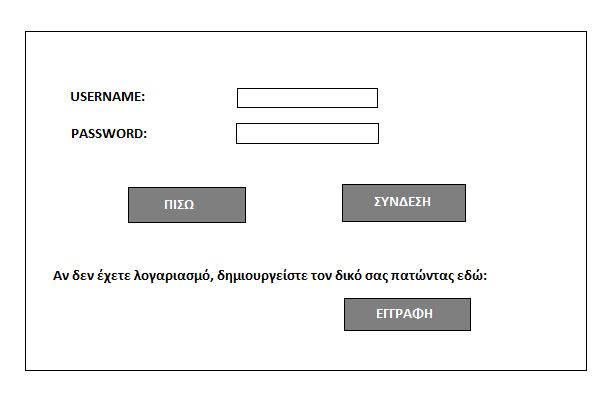 USERNAME:
PASSWORD:
ΠΙΣΩ
ΣΥΝΔΕΣΗ
Αν δεν έχετε λογαριασμό, δημιουργείστε τον δικό σας πατώντας εδώ:
ΕΓΓΡΑΦΗ